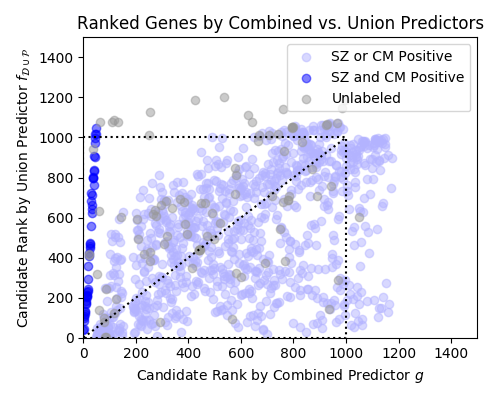 Ranked Genes by Combined vs. Union Predictors
Candidate Rank by Union Predictor f_{D∪P}
1400
1200
1000
800
600
400
200
0
SZ or CM Positive
SZ and CM Positive
Unlabeled
0 200 400 600 800 1000 1200 1400
Candidate Rank by Combined Predictor g